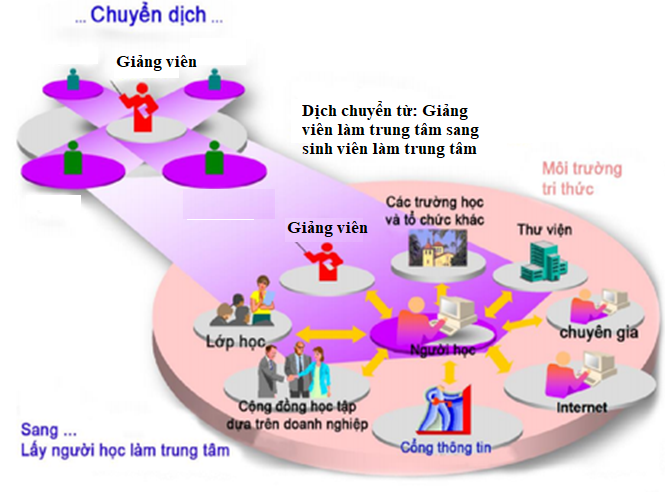 ... Chuyển dịch ...
Giảng viên
Dịch chuyển từ: Giảng
viên làm trung tâm sang
sinh viên làm trung tâm
Môi trường
tri thức
Các trường học
và tổ chức khác
Thư viện
Giảng viên
Lớp học
Người học
chuyên gia
Cộng đồng học tập
dựa trên doanh nghiệp
Internet
Cổng thông tin
Sang ...
Lấy người học làm trung tâm